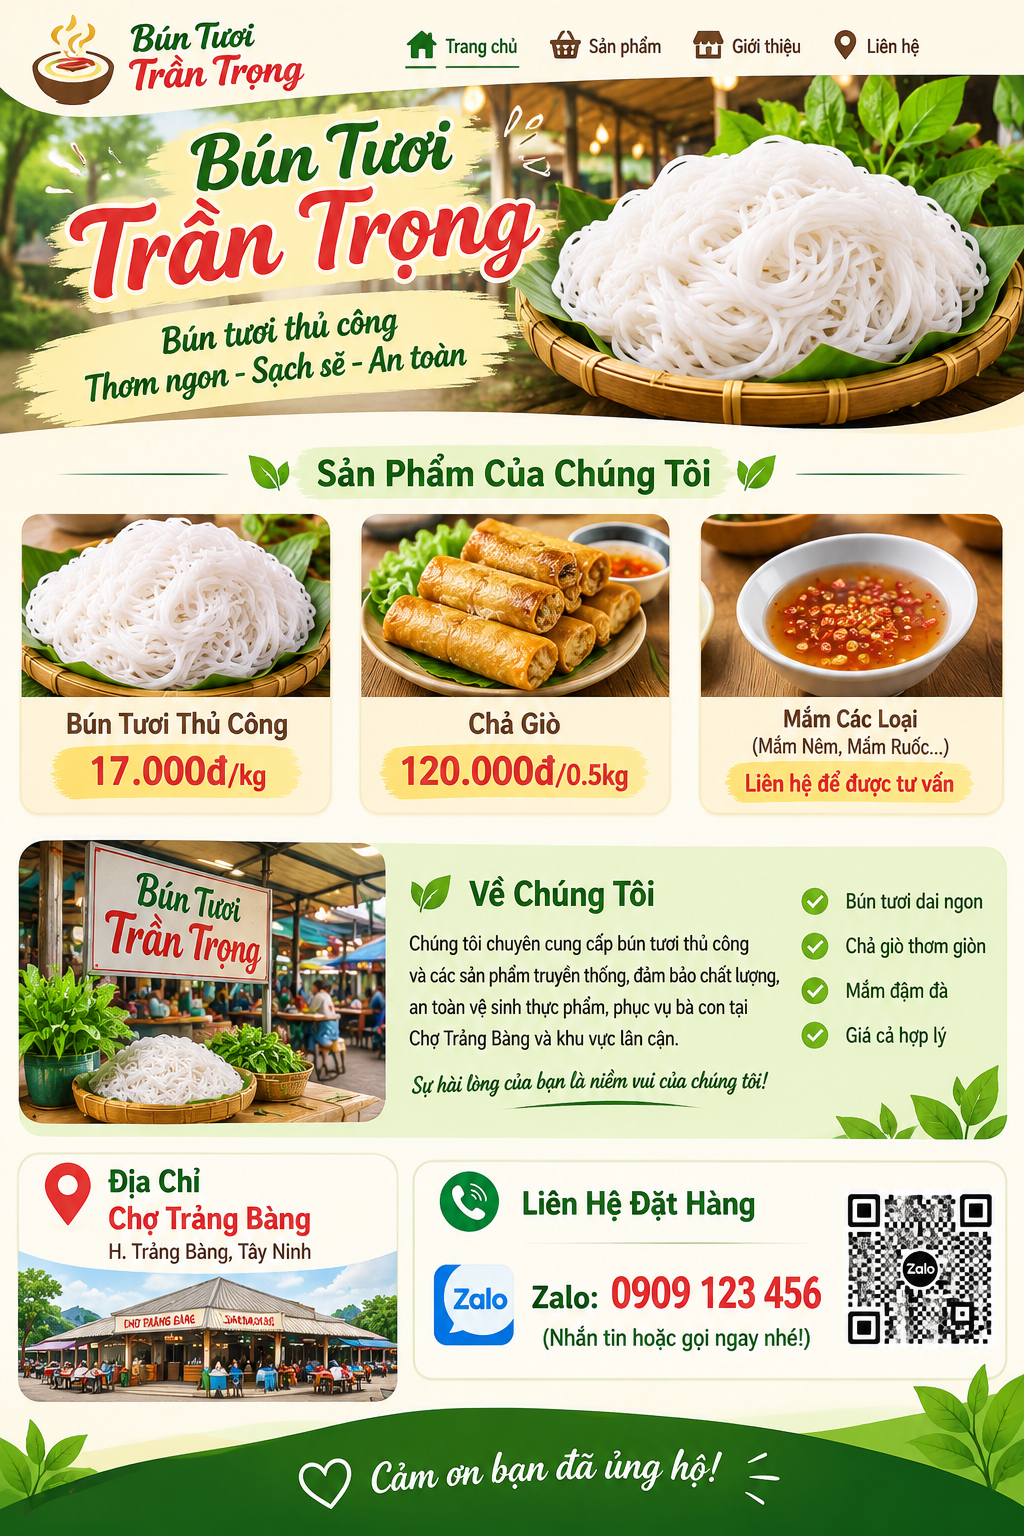 Bún Tươi
Trần Trọng
Trang chủ
Sản phẩm
Giới thiệu
Liên hệ
Bún Tươi
Trần Trọng
Bún tươi thủ công
Thơm ngon - Sạch sẽ - An toàn
Sản Phẩm Của Chúng Tôi
Bún Tươi Thủ Công
17.000đ/kg
Chả Giò
120.000đ/0.5kg
Mắm Các Loại
(Mắm Nêm, Mắm Ruốc...)
Liên hệ để được tư vấn
Bún Tươi
Trần Trọng
Về Chúng Tôi
Chúng tôi chuyên cung cấp bún tươi thủ công
và các sản phẩm truyền thống, đảm bảo chất lượng,
an toàn vệ sinh thực phẩm, phục vụ bà con tại
Chợ Trảng Bàng và khu vực lân cận.
Sự hài lòng của bạn là niềm vui của chúng tôi!
Bún tươi dai ngon
Chả giò thơm giòn
Mắm đậm đà
Giá cả hợp lý
Địa Chỉ
Chợ Trảng Bàng
H. Trảng Bàng, Tây Ninh
Liên Hệ Đặt Hàng
Zalo
Zalo: 0909 123 456
(Nhắn tin hoặc gọi ngay nhé!)
Zalo
Cảm ơn bạn đã ủng hộ!